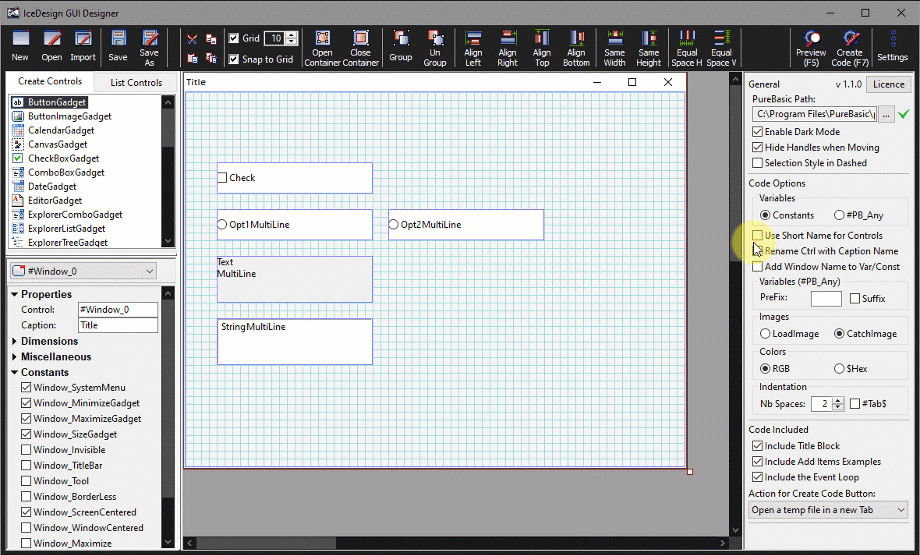 IceDesign GUI Designer
New
Open
Import
Save
Save As
Grid 10
Snap to Grid
Open Container
Close Container
Group
Un Group
Align Left
Align Right
Align Top
Align Bottom
Same Width
Same Height
Equal Space H
Equal Space V
Preview (F5)
Create Code (F7)
Settings
Create Controls
List Controls
ButtonGadget
ButtonImageGadget
CalendarGadget
CanvasGadget
CheckBoxGadget
ComboBoxGadget
DateGadget
EditorGadget
ExplorerComboGadget
ExplorerListGadget
ExplorerTreeGadget
#Window_0
Properties
Control: #Window_0
Caption: Title
Dimensions
Miscellaneous
Constants
Window_SystemMenu
Window_MinimizeGadget
Window_MaximizeGadget
Window_SizeGadget
Window_Invisible
Window_TitleBar
Window_Tool
Window_BorderLess
Window_ScreenCentered
Window_WindowCentered
Window_Maximize
Title
Check
Opt1 MultiLine
Opt2 MultiLine
Text
MultiLine
String MultiLine
General v 1.1.0 Licence
PureBasic Path:
C:\Program Files\PureBasic\ ...
Enable Dark Mode
Hide Handles when Moving
Selection Style in Dashed
Code Options
Variables
Constants #PB_Any
Use Short Name for Controls
Rename Ctrl with Caption Name
Add Window Name to Var/Const
Variables (#PB_Any)
PreFix: Suffix
Images
LoadImage CatchImage
Colors
RGB $Hex
Indentation
Nb Spaces: 2 #Tab$
Code Included
Include Title Block
Include Add Items Examples
Include the Event Loop
Action for Create Code Button:
Open a temp file in a new Tab